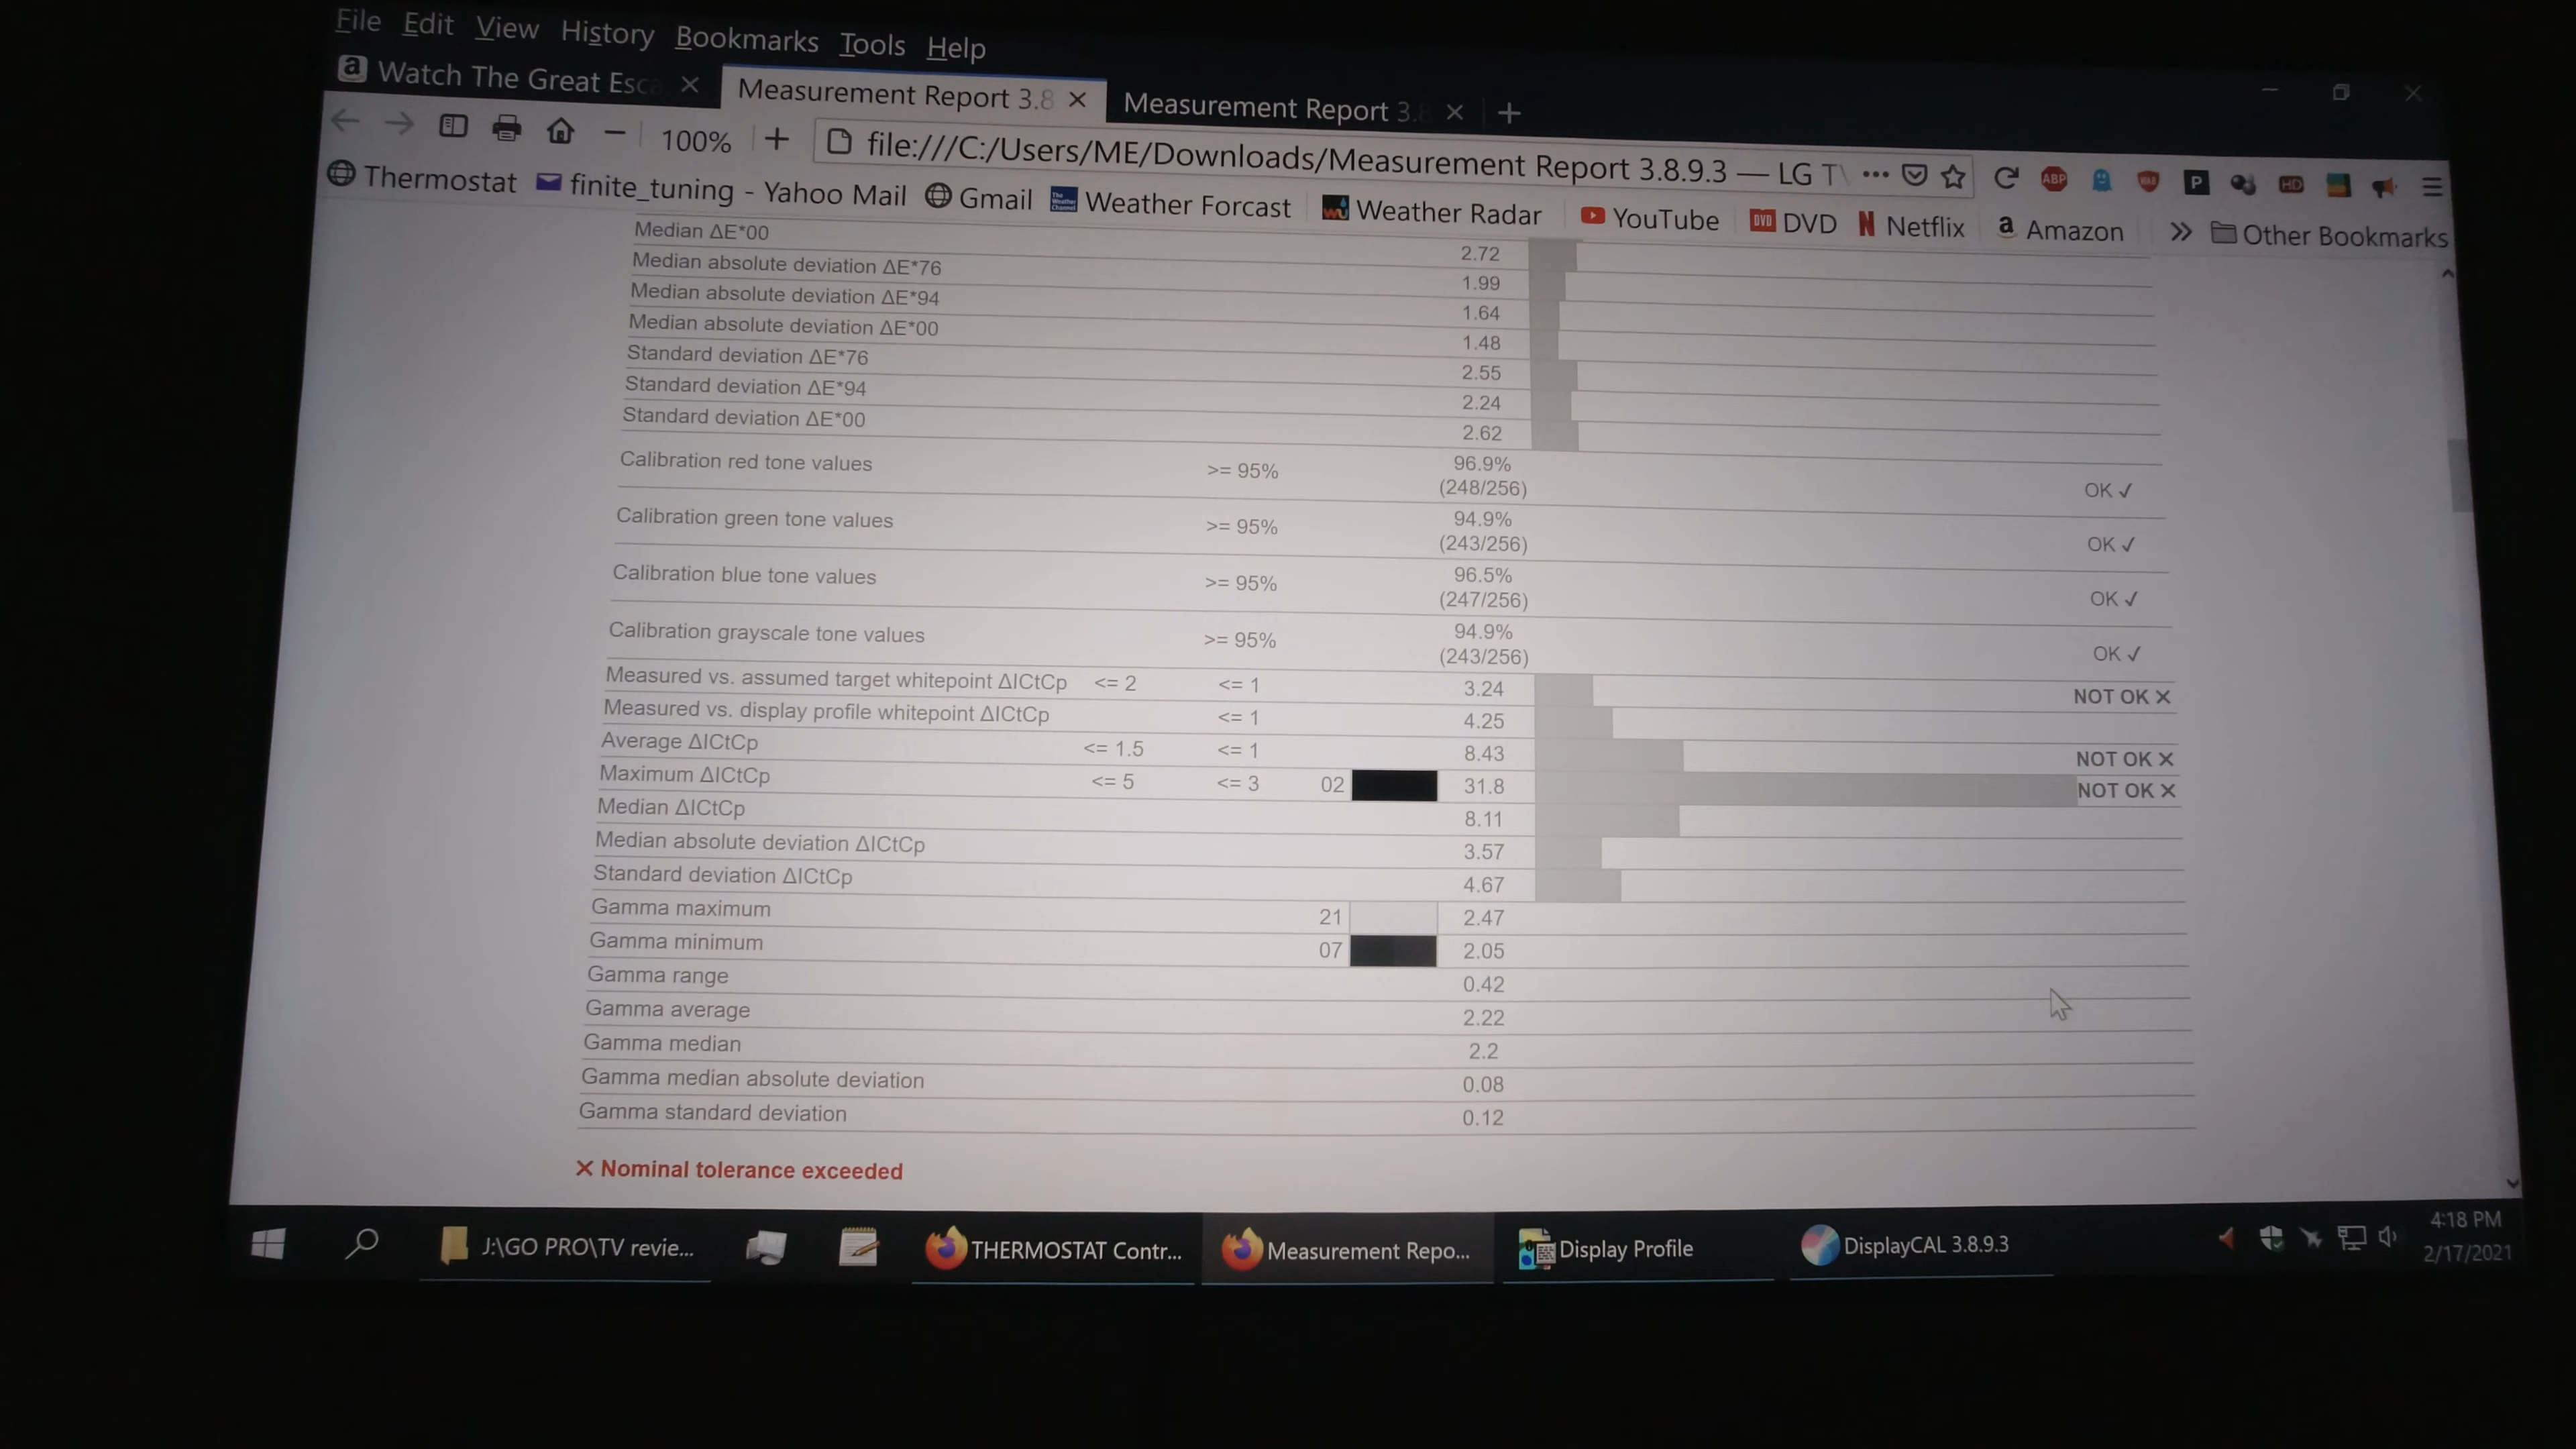 File Edit View History Bookmarks Tools Help
Watch The Great Esc
Measurement Report 3.8
Measurement Report 3.8
100%
file:///C:/Users/ME/Downloads/Measurement Report 3.8.9.3 — LG TV
ABP
P
HD
Thermostat
finite_tuning - Yahoo Mail
Gmail
Weather Forcast
Weather Radar
YouTube
DVD DVD
N Netflix
a Amazon
Other Bookmarks
Median ΔE*00 2.72
Median absolute deviation ΔE*76 1.99
Median absolute deviation ΔE*94 1.64
Median absolute deviation ΔE*00 1.48
Standard deviation ΔE*76 2.55
Standard deviation ΔE*94 2.24
Standard deviation ΔE*00 2.62
Calibration red tone values >= 95% 96.9%
(248/256) OK ✓
Calibration green tone values >= 95% 94.9%
(243/256) OK ✓
Calibration blue tone values >= 95% 96.5%
(247/256) OK ✓
Calibration grayscale tone values >= 95% 94.9%
(243/256) OK ✓
Measured vs. assumed target whitepoint ΔICtCp <= 2 <= 1 3.24 NOT OK ✕
Measured vs. display profile whitepoint ΔICtCp <= 1 4.25
Average ΔICtCp <= 1.5 <= 1 8.43 NOT OK ✕
Maximum ΔICtCp <= 5 <= 3 02 31.8 NOT OK ✕
Median ΔICtCp 8.11
Median absolute deviation ΔICtCp 3.57
Standard deviation ΔICtCp 4.67
Gamma maximum 21 2.47
Gamma minimum 07 2.05
Gamma range 0.42
Gamma average 2.22
Gamma median 2.2
Gamma median absolute deviation 0.08
Gamma standard deviation 0.12
✕ Nominal tolerance exceeded
J:\GO PRO\TV revie...
THERMOSTAT Contr...
Measurement Repo...
Display Profile
DisplayCAL 3.8.9.3
4:18 PM
2/17/2021